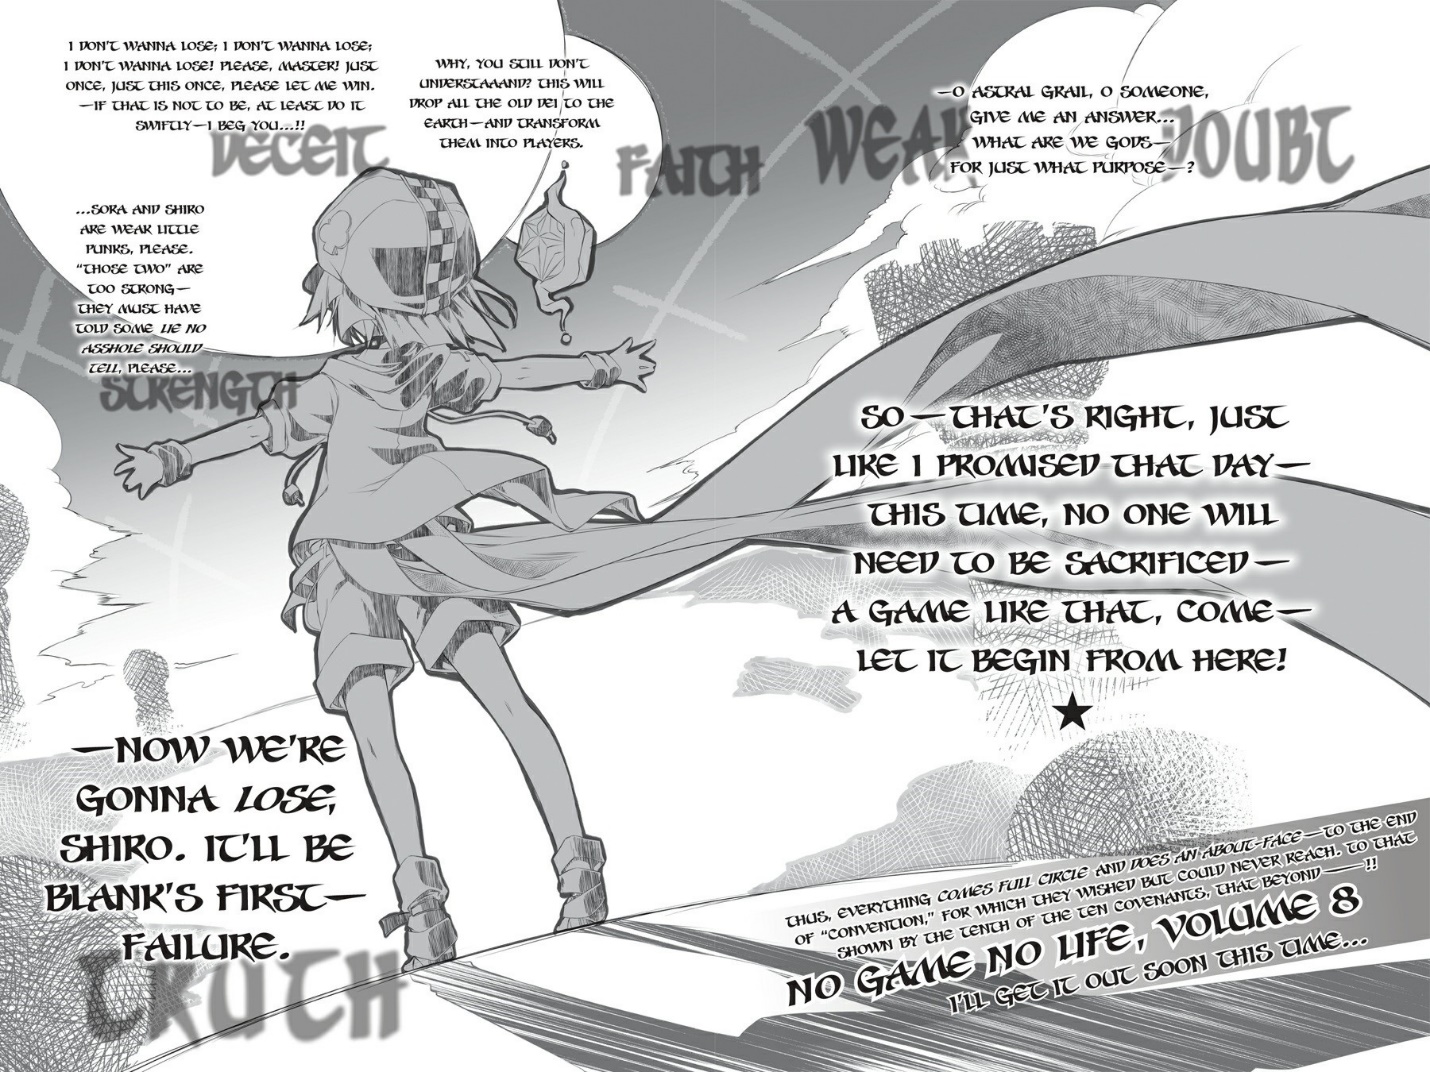 I DON'T WANNA LOSE; I DON'T WANNA LOSE;
I DON'T WANNA LOSE! PLEASE, MASTER! JUST
ONCE, JUST THIS ONCE, PLEASE LET ME WIN.
—IF THAT IS NOT TO BE, AT LEAST DO IT
SWIFTLY—I BEG YOU...!!
DECEIT
WHY, YOU STILL DON'T
UNDERSTAAAND? THIS WILL
DROP ALL THE OLD DEI TO THE
EARTH—AND TRANSFORM
THEM INTO PLAYERS.
FAITH
WEAK
—O ASTRAL GRAIL, O SOMEONE,
GIVE ME AN ANSWER...
WHAT ARE WE GODS—
FOR JUST WHAT PURPOSE—?
DOUBT
...SORA AND SHIRO
ARE WEAK LITTLE
PUNKS, PLEASE.
"THOSE TWO" ARE
TOO STRONG—
THEY MUST HAVE
TOLD SOME LIE NO
ASSHOLE SHOULD
TELL, PLEASE...
STRENGTH
SO—THAT'S RIGHT, JUST
LIKE I PROMISED THAT DAY—
THIS TIME, NO ONE WILL
NEED TO BE SACRIFICED—
A GAME LIKE THAT, COME—
LET IT BEGIN FROM HERE!
★
—NOW WE'RE
GONNA LOSE,
SHIRO. IT'LL BE
BLANK'S FIRST—
FAILURE.
TRUTH
THUS, EVERYTHING COMES FULL CIRCLE AND DOES AN ABOUT-FACE—TO THE END
OF "CONVENTION," FOR WHICH THEY WISHED BUT COULD NEVER REACH. TO THAT
SHOWN BY THE TENTH OF THE TEN COVENANTS, THAT BEYOND——!!
NO GAME NO LIFE, VOLUME 8
I'LL GET IT OUT SOON THIS TIME...